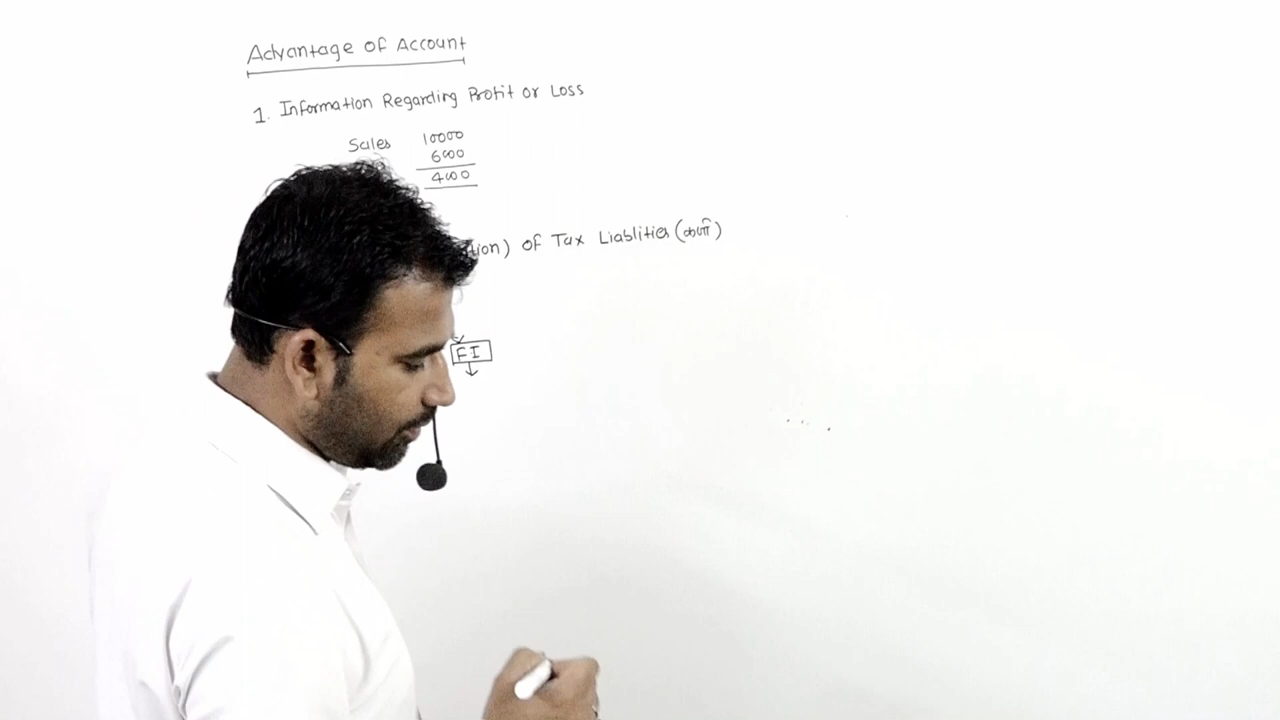 Advantage of Account
1. Information Regarding Profit or Loss
Sales 10000
6000
4000
tion) of Tax Liablities (
FI